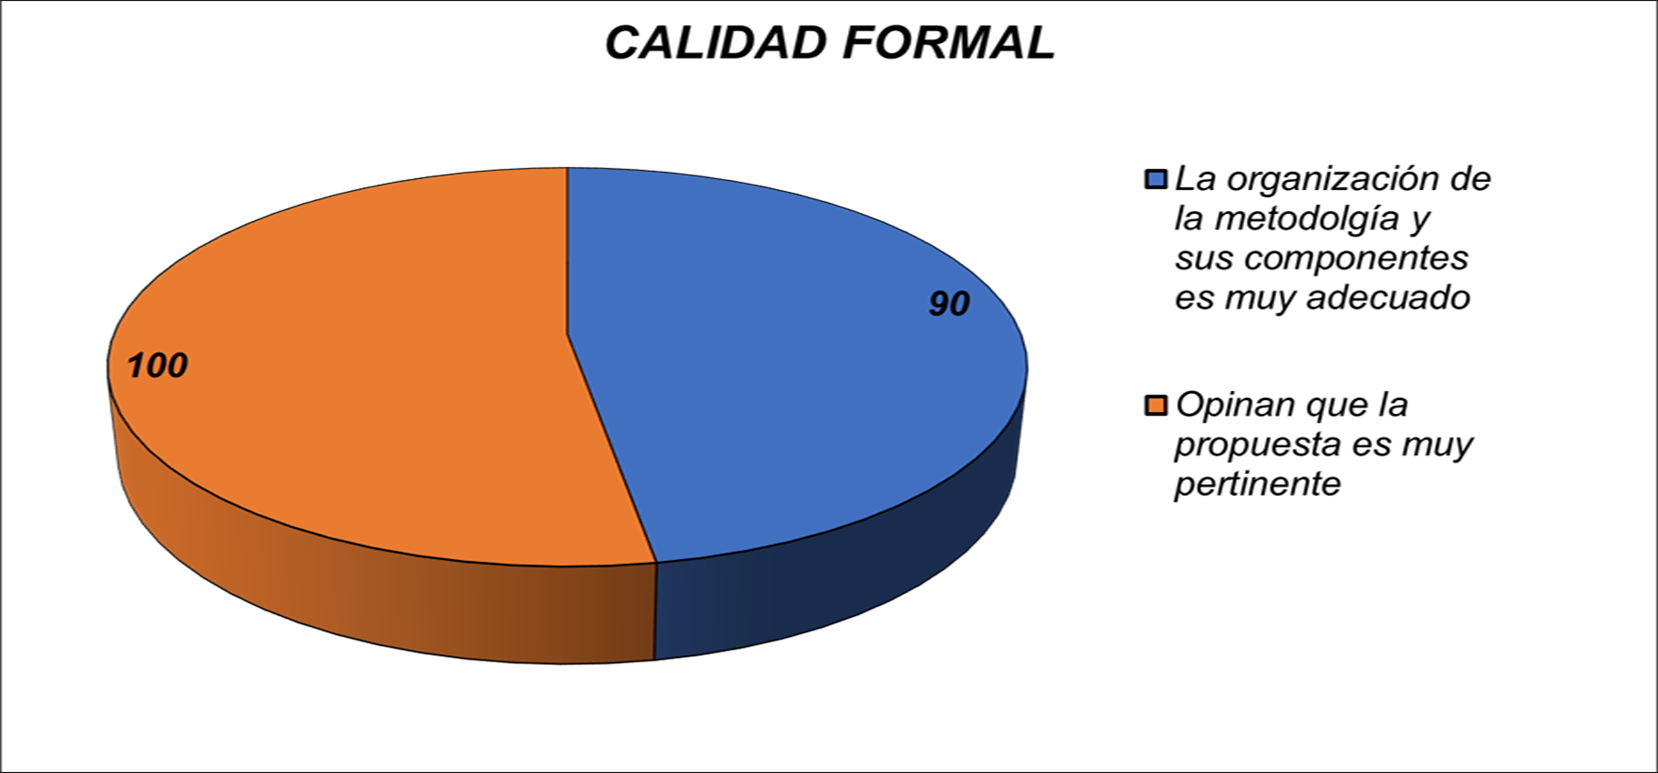 CALIDAD FORMAL
90
100
La organización de
la metodolgía y
sus componentes
es muy adecuado
Opinan que la
propuesta es muy
pertinente